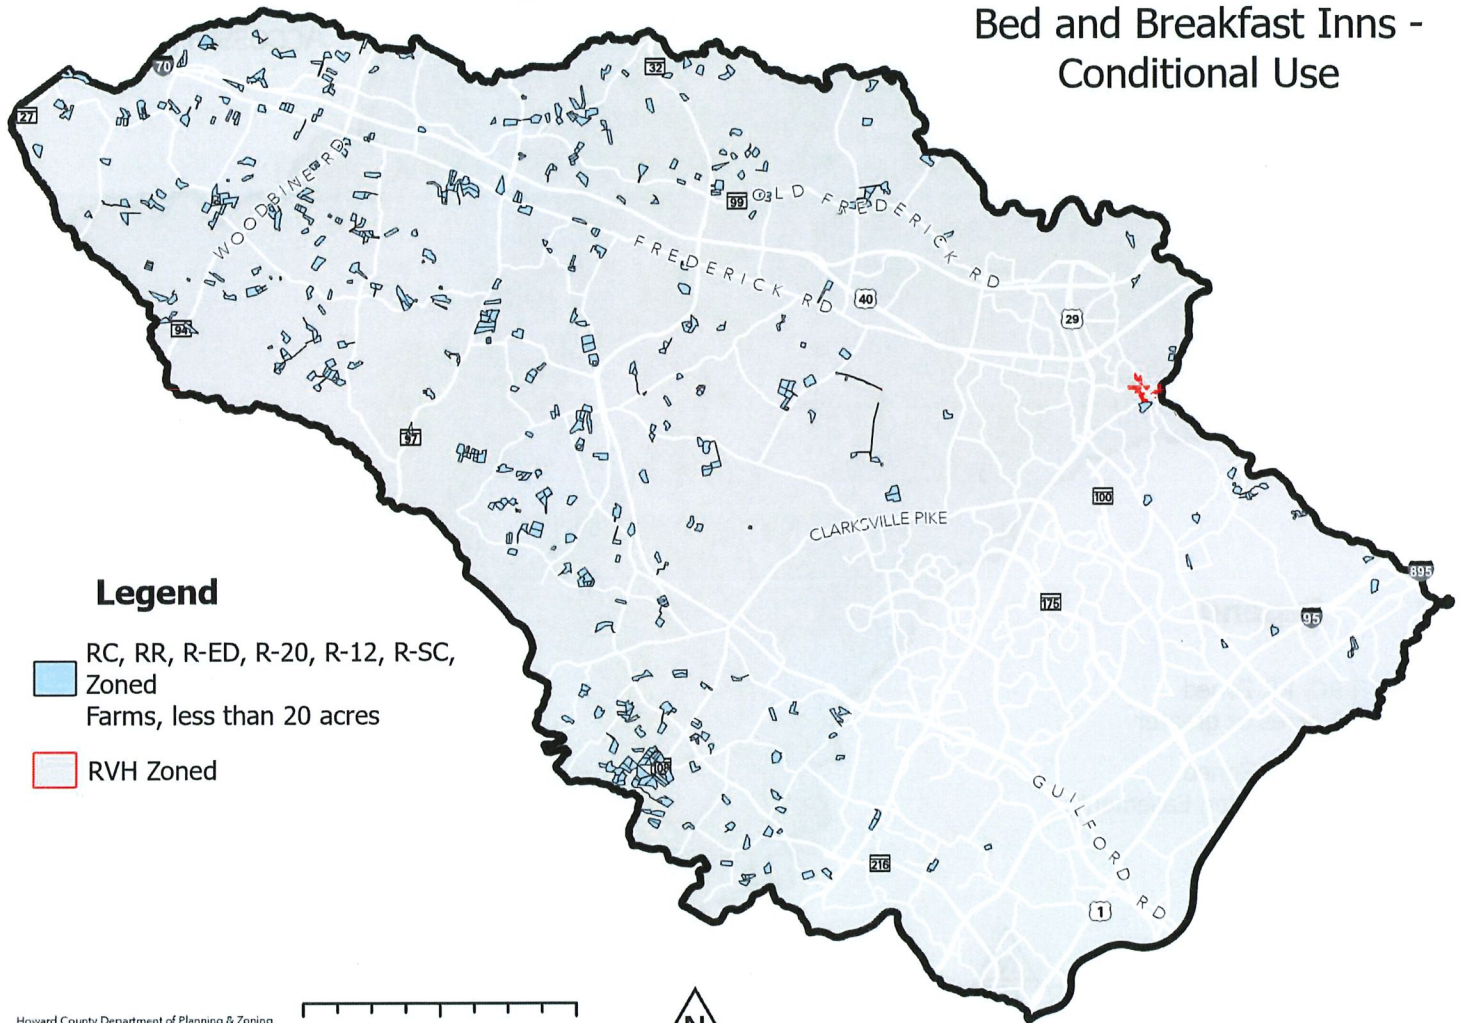 Bed and Breakfast Inns -
Conditional Use
70
32
27
WOODBINE RD
99
OLD FREDERICK RD
FREDERICK RD
40
29
94
97
100
CLARKSVILLE PIKE
895
175
95
Legend
RC, RR, R-ED, R-20, R-12, R-SC,
Zoned
Farms, less than 20 acres
RVH Zoned
108
GUILFORD RD
216
1
N
Howard County Department of Planning & Zoning